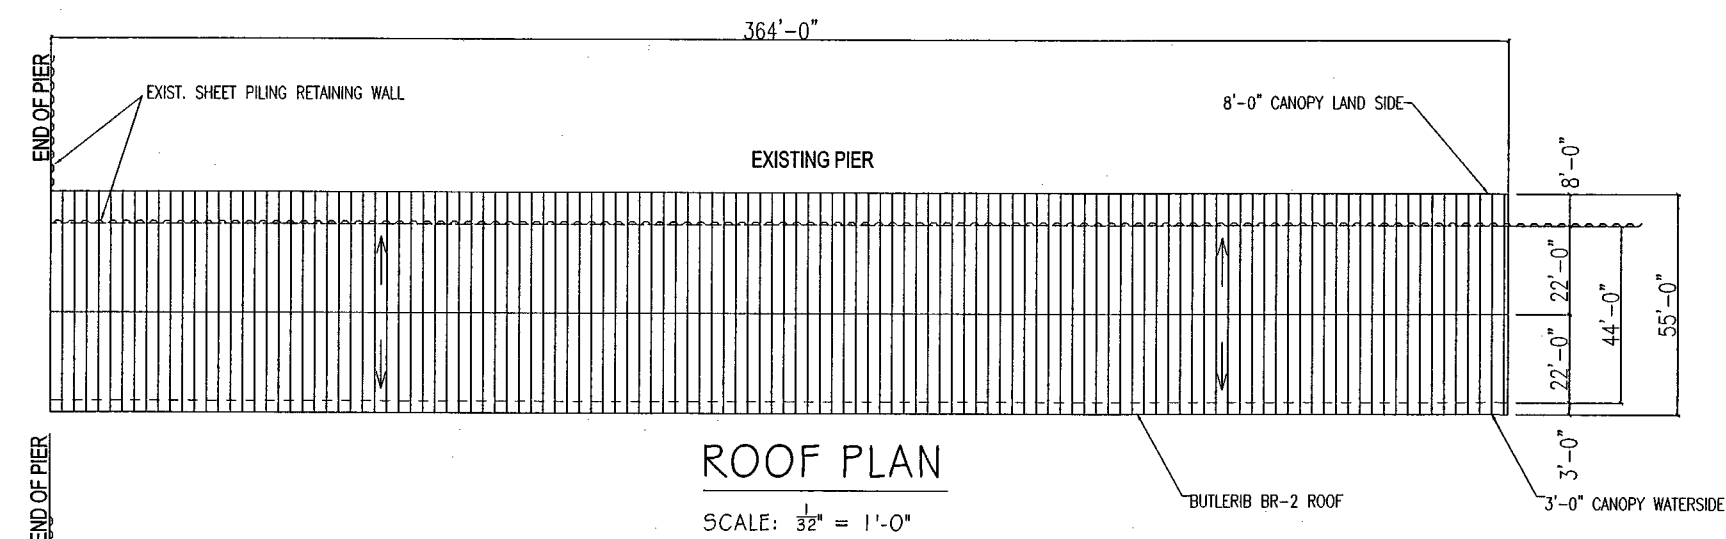 364'-0"
END OF PIER
EXIST. SHEET PILING RETAINING WALL
8'-0" CANOPY LAND SIDE
EXISTING PIER
8'-0"
22'-0"
22'-0"
44'-0"
55'-0"
3'-0"
END OF PIER
ROOF PLAN
SCALE: 1/32" = 1'-0"
BUTLERIB BR-2 ROOF
3'-0" CANOPY WATERSIDE